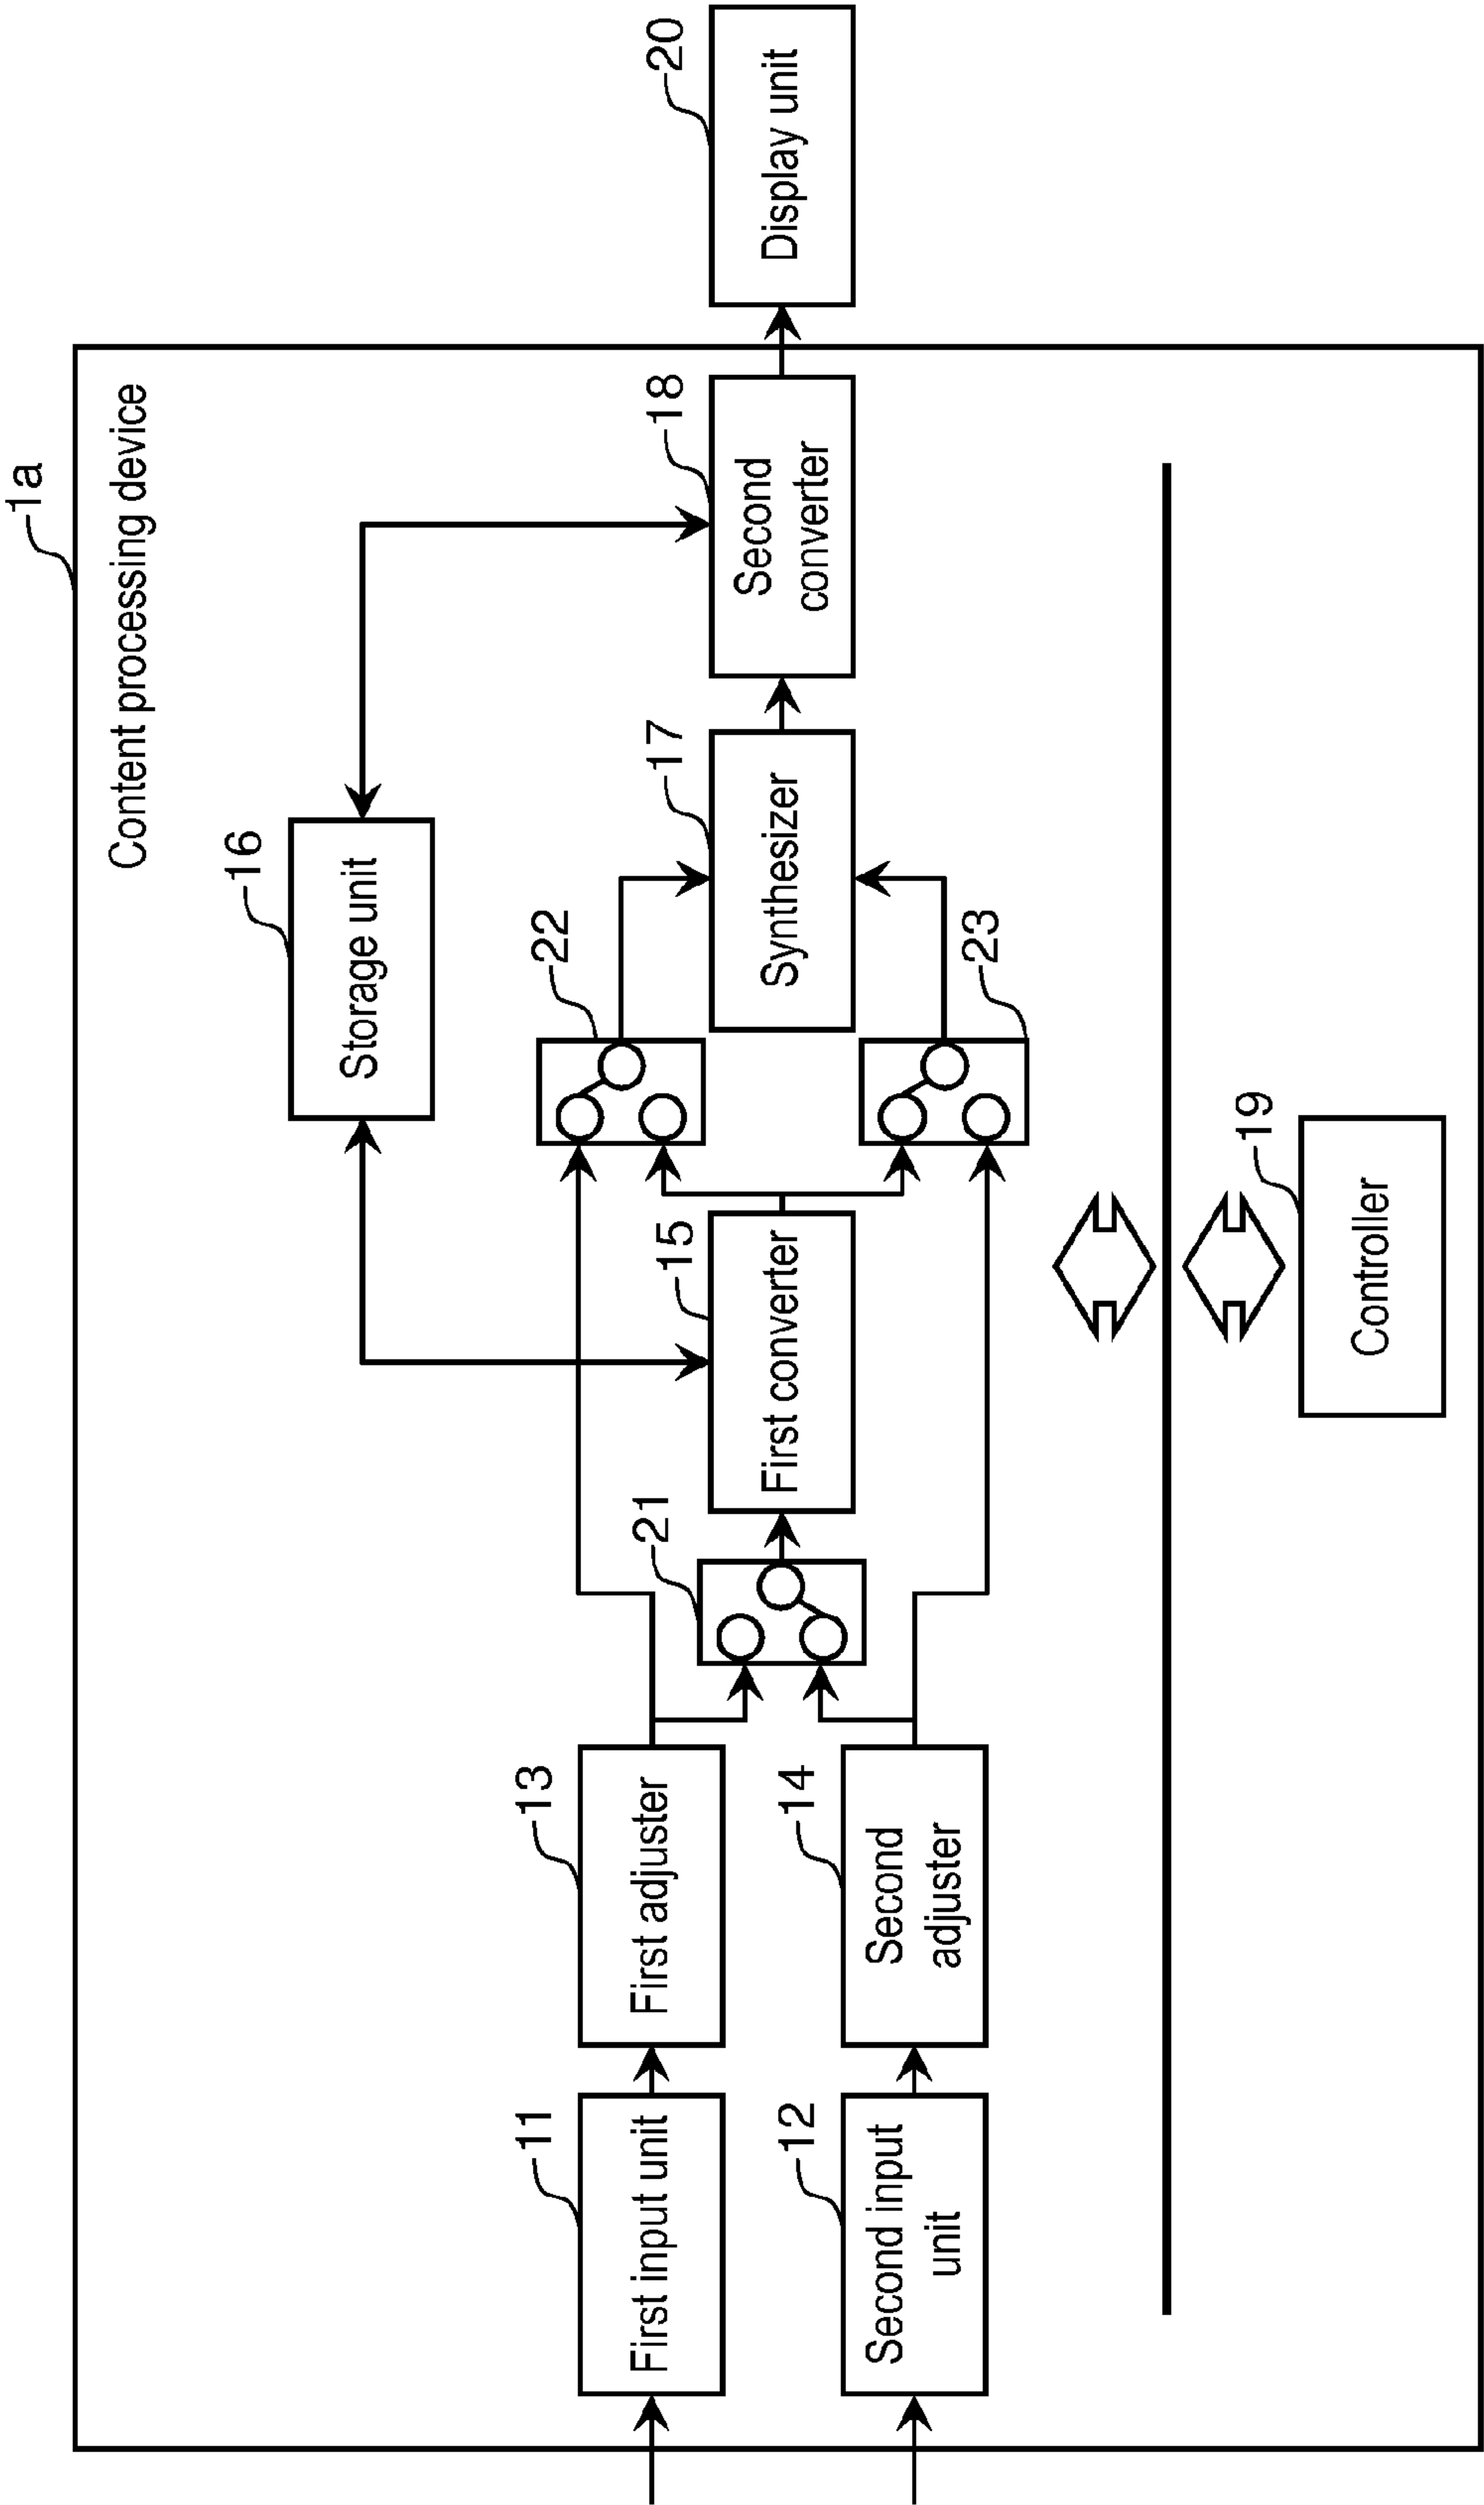 1a
Content processing device
16
Storage unit
11
First input unit
13
First adjuster
21
15
First converter
22
17
Synthesizer
18
Second
converter
20
Display unit
12
Second input
unit
14
Second
adjuster
23
19
Controller